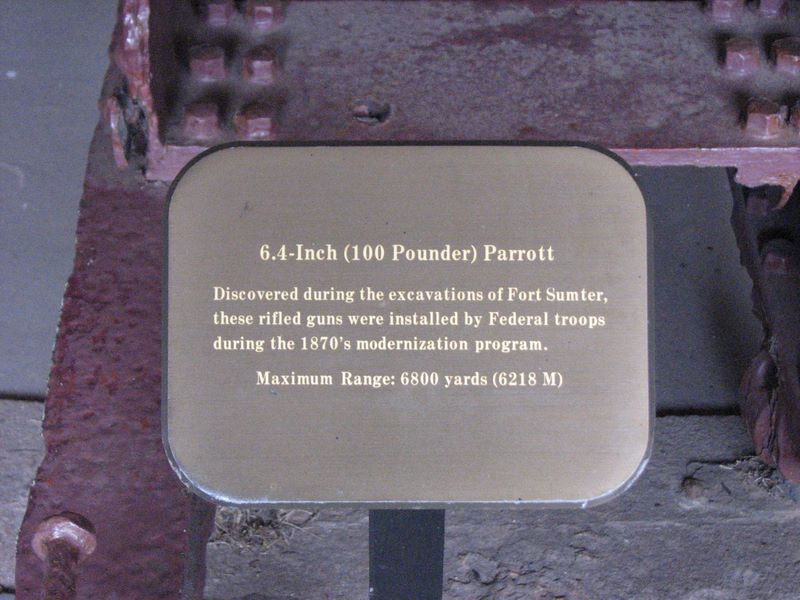 6.4-Inch (100 Pounder) Parrott
Discovered during the excavations of Fort Sumter,
these rifled guns were installed by Federal troops
during the 1870's modernization program.
Maximum Range: 6800 yards (6218 M)